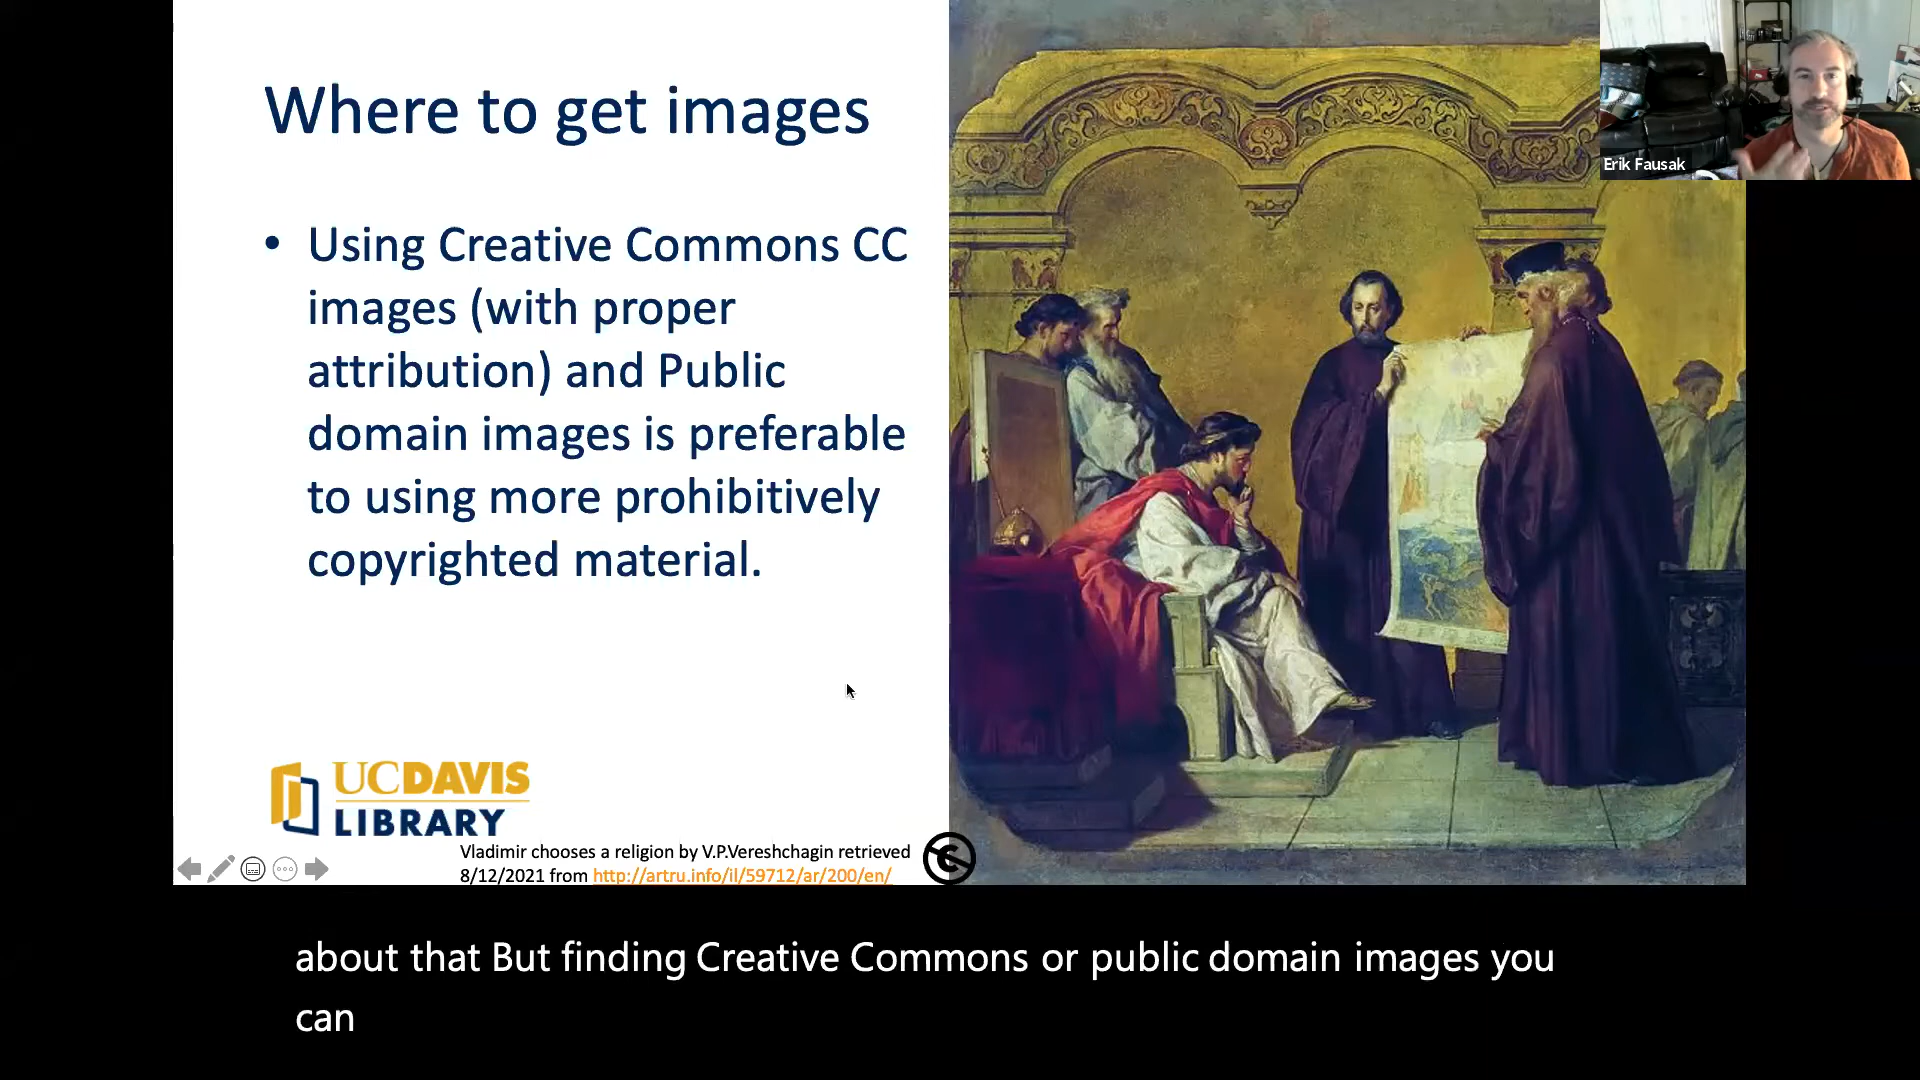 Where to get images
• Using Creative Commons CC
images (with proper
attribution) and Public
domain images is preferable
to using more prohibitively
copyrighted material.
UCDAVIS
LIBRARY
Vladimir chooses a religion by V.P.Vereshchagin retrieved
8/12/2021 from http://artru.info/il/59712/ar/200/en/
Erik Fausak
about that But finding Creative Commons or public domain images you
can